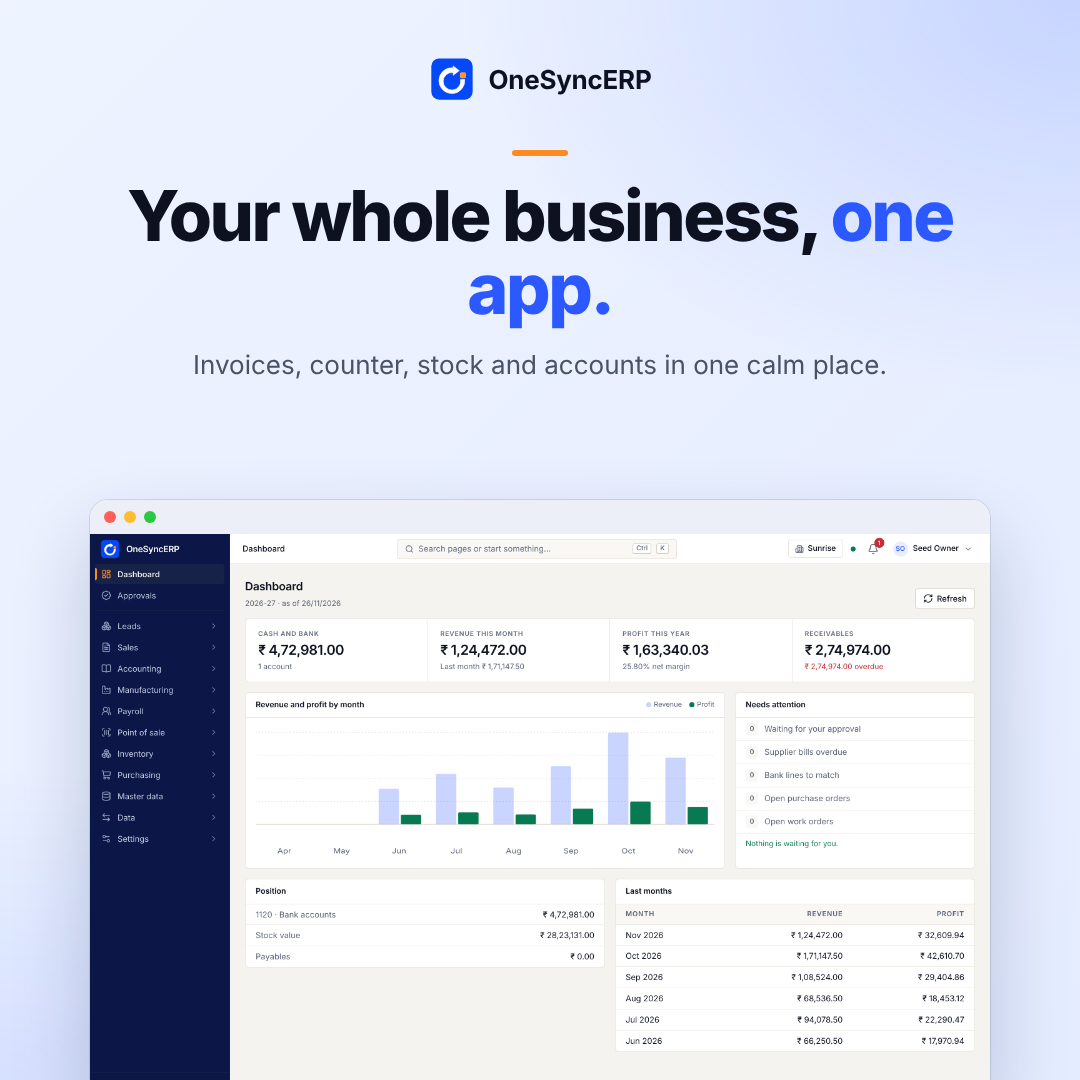 OneSyncERP
Your whole business, one
app.
Invoices, counter, stock and accounts in one calm place.
OneSyncERP
Dashboard
Search pages or start something...
Ctrl K
Sunrise
1
SO
Seed Owner
Dashboard
Approvals
Leads
Sales
Accounting
Manufacturing
Payroll
Point of sale
Inventory
Purchasing
Master data
Data
Settings
Dashboard
2026-27 · as of 26/11/2026
Refresh
CASH AND BANK
₹ 4,72,981.00
1 account
REVENUE THIS MONTH
₹ 1,24,472.00
Last month ₹ 1,71,147.50
PROFIT THIS YEAR
₹ 1,63,340.03
25.80% net margin
RECEIVABLES
₹ 2,74,974.00
₹ 2,74,974.00 overdue
Revenue and profit by month
Revenue Profit
Apr May Jun Jul Aug Sep Oct Nov
Needs attention
0 Waiting for your approval
0 Supplier bills overdue
0 Bank lines to match
0 Open purchase orders
0 Open work orders
Nothing is waiting for you.
Position
1120 · Bank accounts ₹ 4,72,981.00
Stock value ₹ 28,23,131.00
Payables ₹ 0.00
Last months
MONTH REVENUE PROFIT
Nov 2026 ₹ 1,24,472.00 ₹ 32,609.94
Oct 2026 ₹ 1,71,147.50 ₹ 42,610.70
Sep 2026 ₹ 1,08,524.00 ₹ 29,404.86
Aug 2026 ₹ 68,536.50 ₹ 18,453.12
Jul 2026 ₹ 94,078.50 ₹ 22,290.47
Jun 2026 ₹ 66,250.50 ₹ 17,970.94